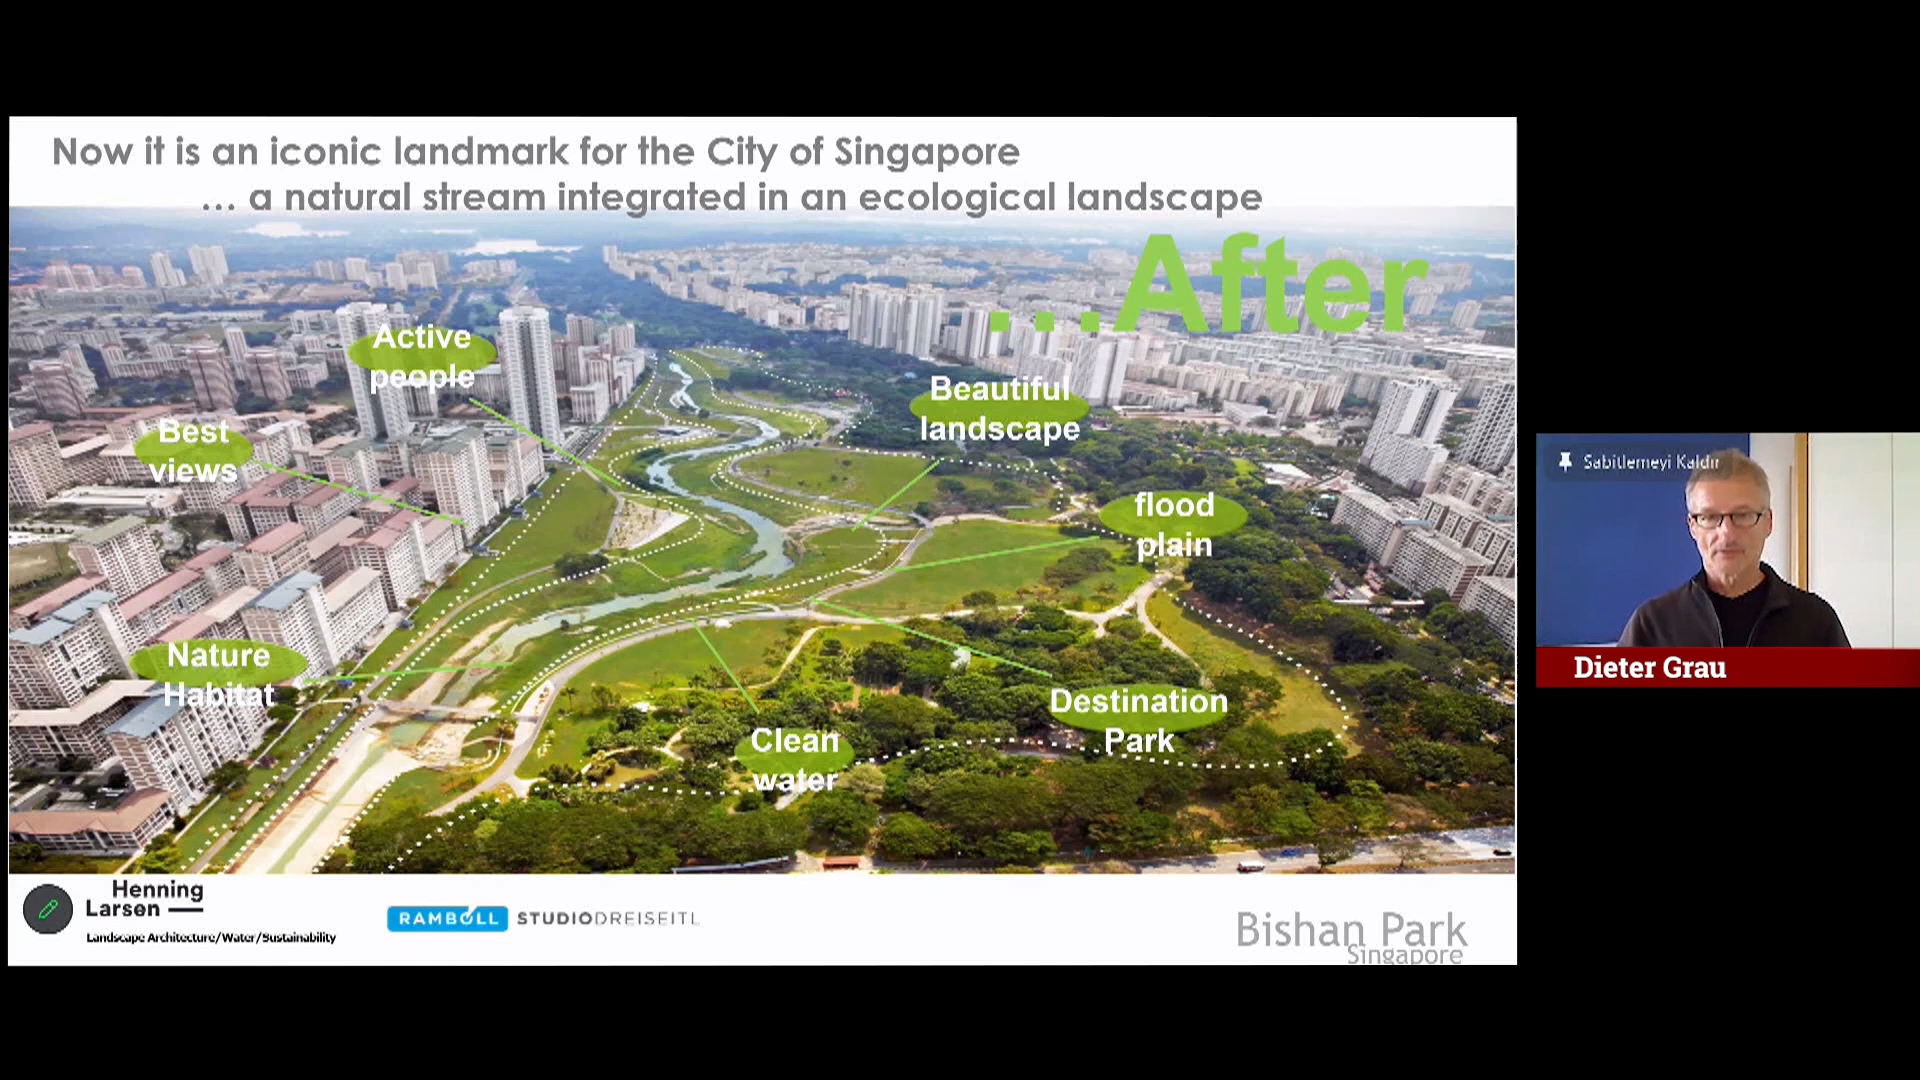 Now it is an iconic landmark for the City of Singapore
... a natural stream integrated in an ecological landscape
...After
Active
people
Best
views
Beautiful
landscape
flood
plain
Nature
Habitat
Destination
Park
Clean
water
Sabitlemeyi Kaldır
Dieter Grau
Henning
Larsen
Landscape Architecture/Water/Sustainability
RAMBOLL STUDIODREISEITL
Bishan Park
Singapore